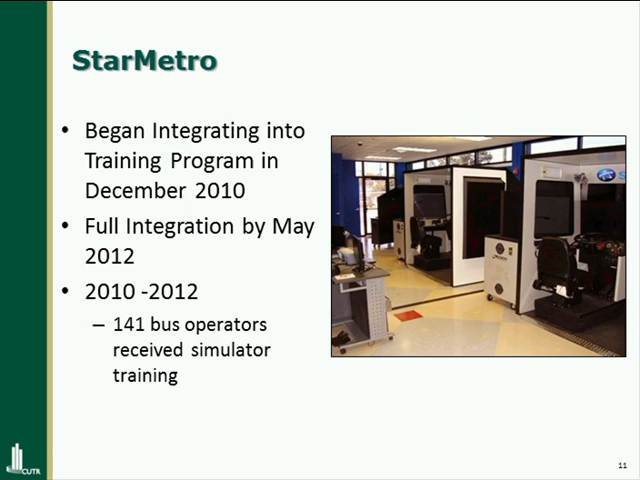 StarMetro
• Began Integrating into
Training Program in
December 2010
• Full Integration by May
2012
• 2010 -2012
– 141 bus operators
received simulator
training
CUTR
11